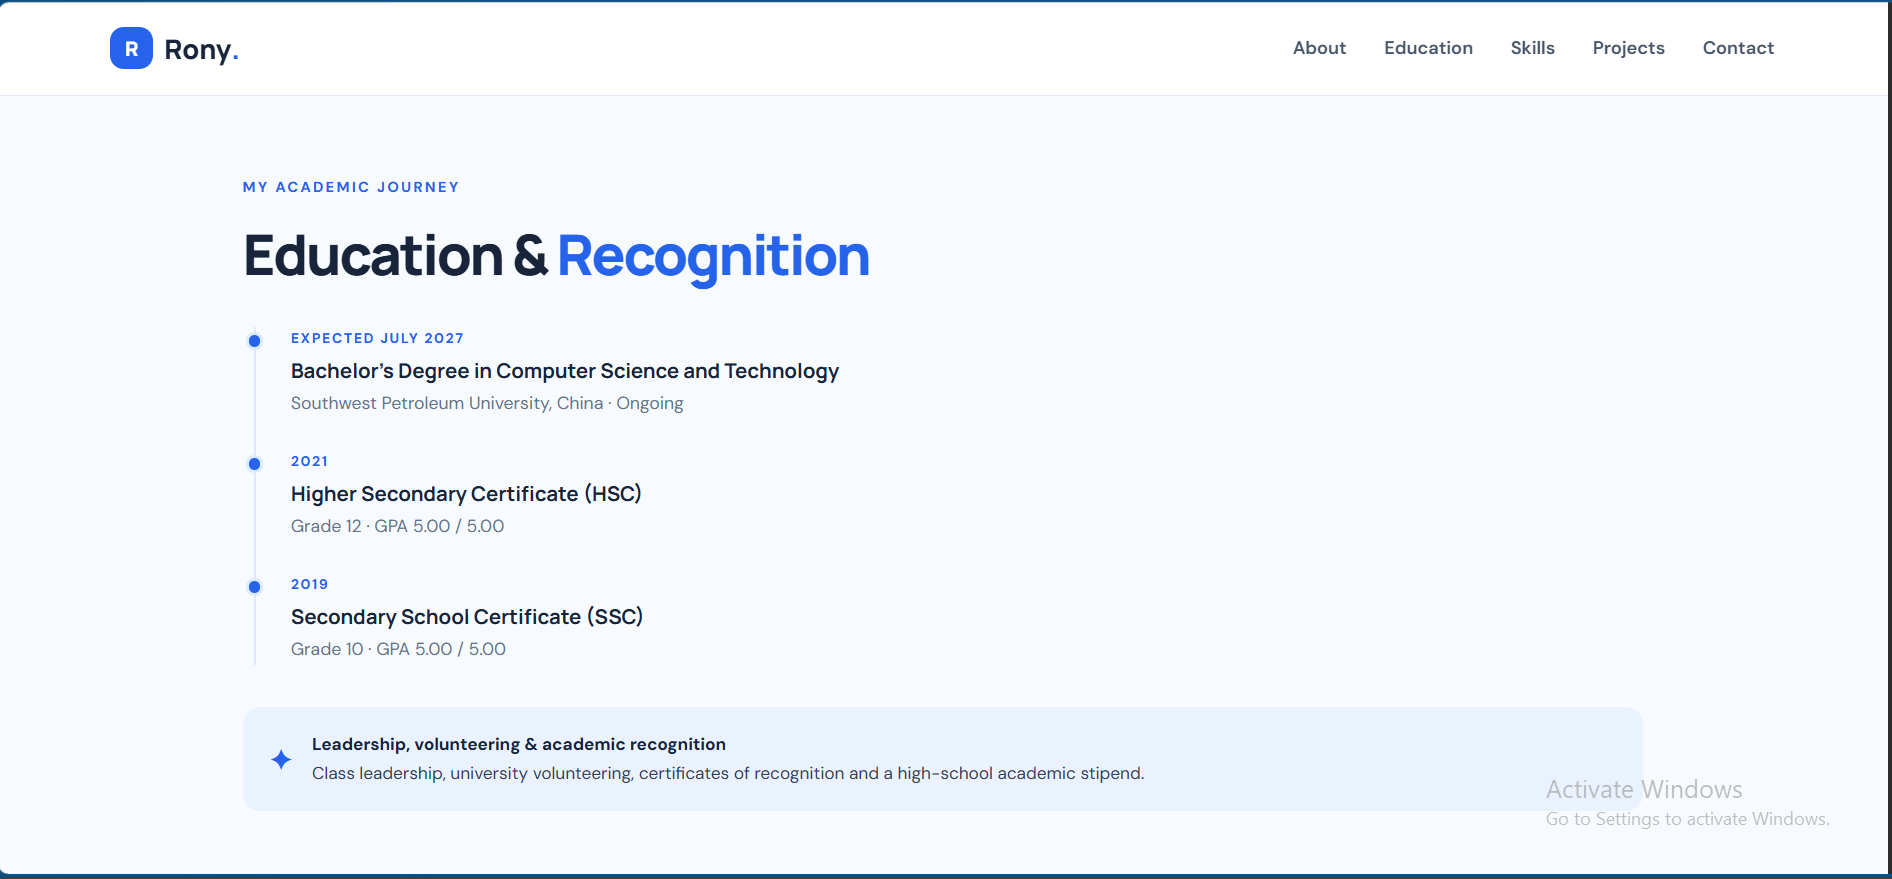 R Rony.
About Education Skills Projects Contact
MY ACADEMIC JOURNEY
Education & Recognition
EXPECTED JULY 2027
Bachelor’s Degree in Computer Science and Technology
Southwest Petroleum University, China · Ongoing
2021
Higher Secondary Certificate (HSC)
Grade 12 · GPA 5.00 / 5.00
2019
Secondary School Certificate (SSC)
Grade 10 · GPA 5.00 / 5.00
Leadership, volunteering & academic recognition
Class leadership, university volunteering, certificates of recognition and a high-school academic stipend.
Activate Windows
Go to Settings to activate Windows.